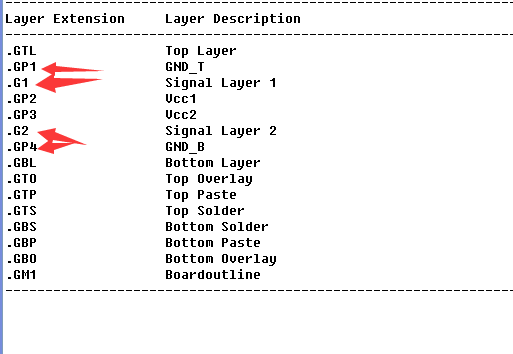 Layer Extension Layer Description
.GTL Top Layer
.GP1 GND_T
.G1 Signal Layer 1
.GP2 Vcc1
.GP3 Vcc2
.G2 Signal Layer 2
.GP4 GND_B
.GBL Bottom Layer
.GTO Top Overlay
.GTP Top Paste
.GTS Top Solder
.GBS Bottom Solder
.GBP Bottom Paste
.GBO Bottom Overlay
.GM1 Boardoutline